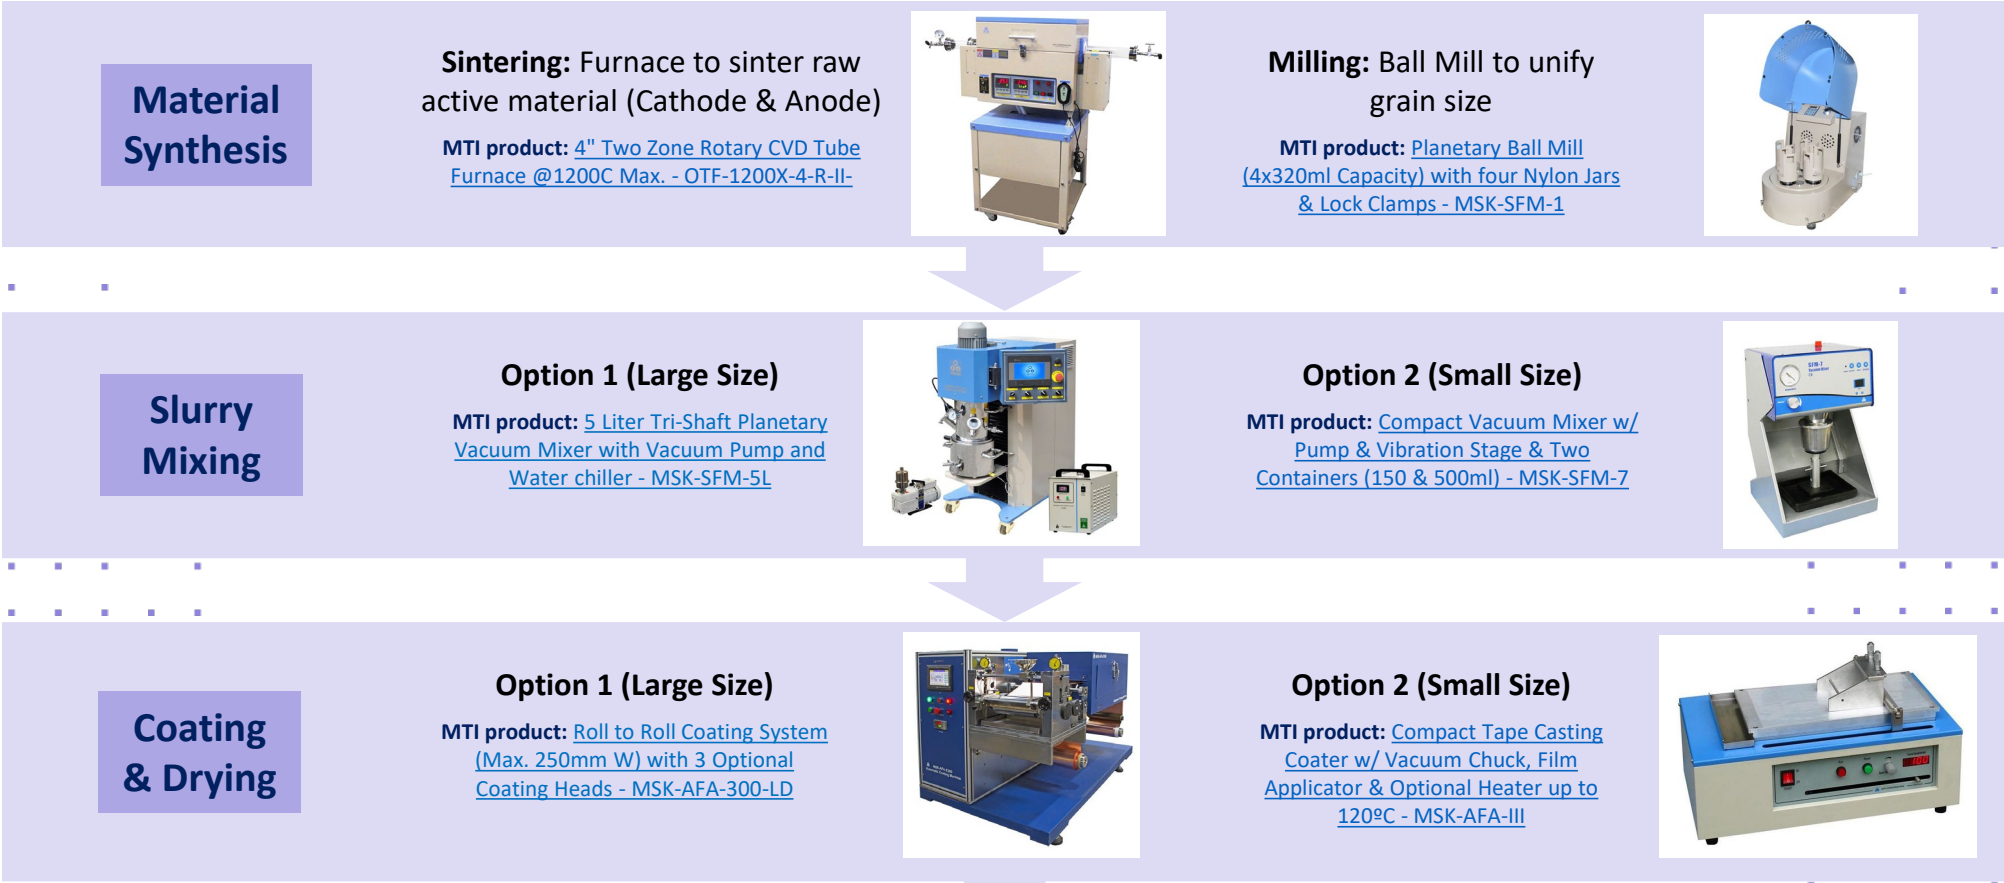 Material
Synthesis
Sintering: Furnace to sinter raw
active material (Cathode & Anode)
MTI product: 4" Two Zone Rotary CVD Tube
Furnace @1200C Max. - OTF-1200X-4-R-II-
Milling: Ball Mill to unify
grain size
MTI product: Planetary Ball Mill
(4x320ml Capacity) with four Nylon Jars
& Lock Clamps - MSK-SFM-1
Slurry
Mixing
Option 1 (Large Size)
MTI product: 5 Liter Tri-Shaft Planetary
Vacuum Mixer with Vacuum Pump and
Water chiller - MSK-SFM-5L
Option 2 (Small Size)
MTI product: Compact Vacuum Mixer w/
Pump & Vibration Stage & Two
Containers (150 & 500ml) - MSK-SFM-7
SFM-7
Vacuum Mixer
Coating
& Drying
Option 1 (Large Size)
MTI product: Roll to Roll Coating System
(Max. 250mm W) with 3 Optional
Coating Heads - MSK-AFA-300-LD
Option 2 (Small Size)
MTI product: Compact Tape Casting
Coater w/ Vacuum Chuck, Film
Applicator & Optional Heater up to
120ºC - MSK-AFA-III